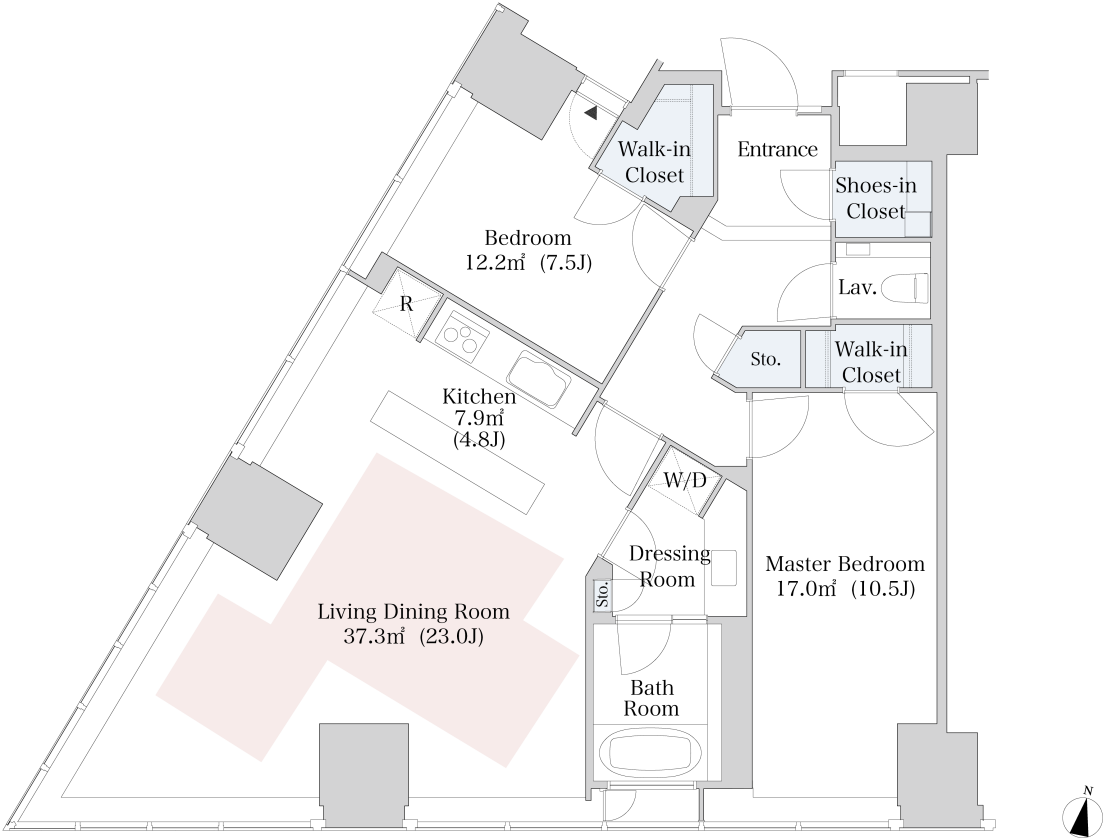 Walk-in
Closet
Entrance
Shoes-in
Closet
Bedroom
12.2㎡ (7.5J)
Lav.
R
Sto.
Walk-in
Closet
Kitchen
7.9㎡
(4.8J)
W/D
Dressing
Room
Master Bedroom
17.0㎡ (10.5J)
Sto.
Living Dining Room
37.3㎡ (23.0J)
Bath
Room
N